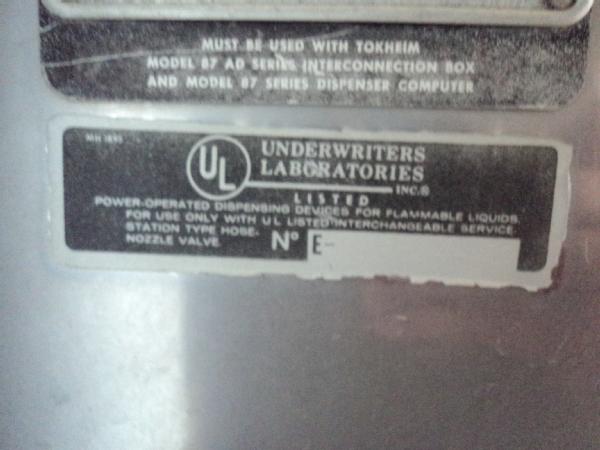 MUST BE USED WITH TOKHEIM
MODEL 87 AD SERIES INTERCONNECTION BOX
AND MODEL 87 SERIES DISPENSER COMPUTER
UL
UNDERWRITERS
LABORATORIES
INC.®
LISTED
POWER-OPERATED DISPENSING DEVICES FOR FLAMMABLE LIQUIDS.
FOR USE ONLY WITH UL LISTED INTERCHANGEABLE SERVICE
STATION TYPE HOSE-
NOZZLE VALVE.
Nº E-